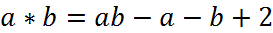 a ∗ b = ab − a − b + 2